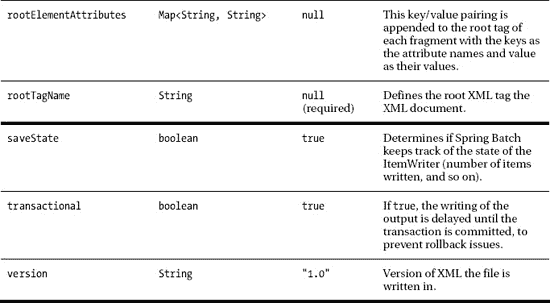 rootElementAttributes Map<String, String> null This key/value pairing is
appended to the root tag of
each fragment with the keys as
the attribute names and value
as their values.
rootTagName String null Defines the root XML tag the
(required) XML document.
saveState boolean true Determines if Spring Batch
keeps track of the state of the
ItemWriter (number of items
written, and so on).
transactional boolean true If true, the writing of the
output is delayed until the
transaction is committed, to
prevent rollback issues.
version String "1.0" Version of XML the file is
written in.